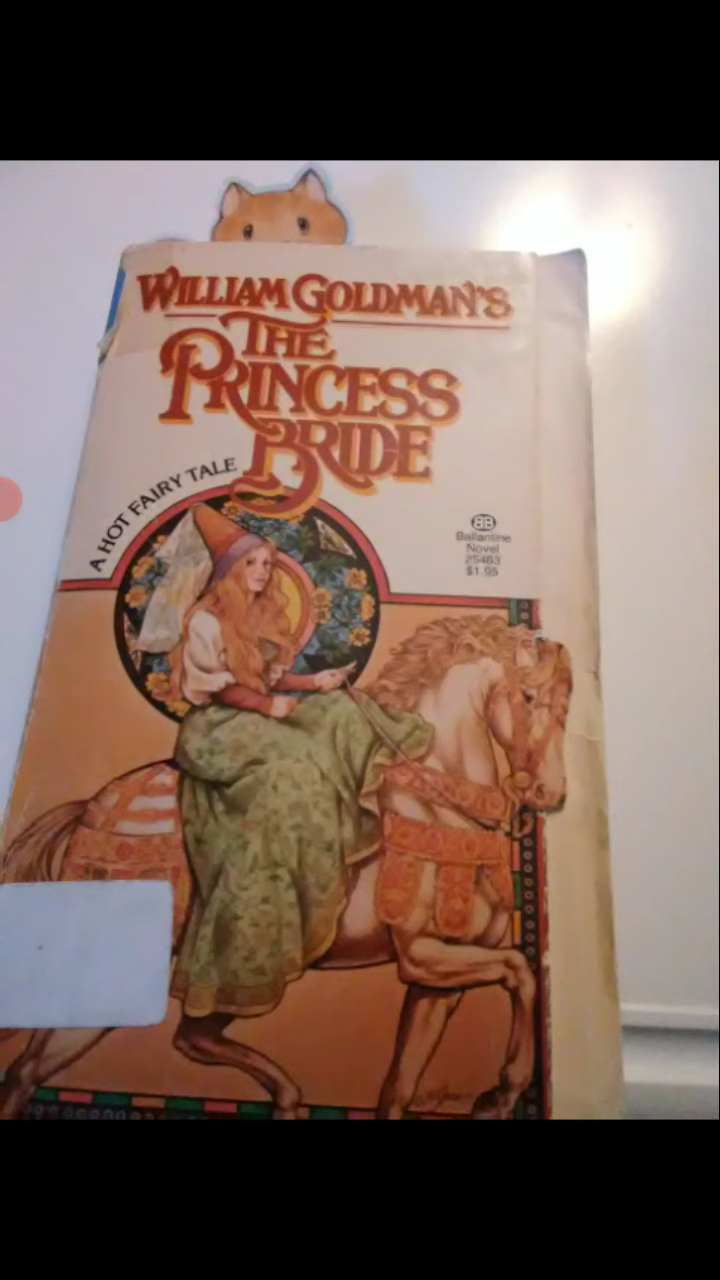 WILLIAM GOLDMAN'S
THE
PRINCESS
BRIDE
A HOT FAIRY TALE
BB
Ballantine
Novel
25483
$1.95